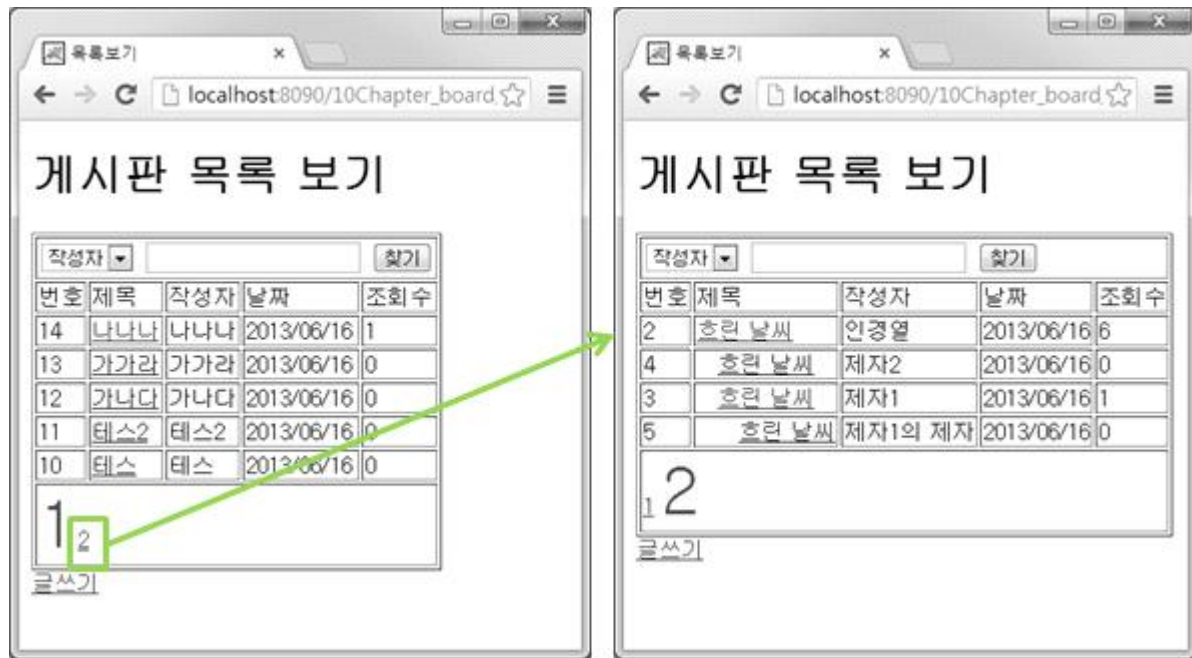 목록보기
localhost:8090/10Chapter_board
게시판 목록 보기
작성자 찾기
번호 제목 작성자 날짜 조회수
14 나나나 나나나 2013/06/16 1
13 가가라 가가라 2013/06/16 0
12 가나다 가나다 2013/06/16 0
11 테스2 테스2 2013/06/16 0
10 테스 테스 2013/06/16 0
1 2
글쓰기
목록보기
localhost:8090/10Chapter_board
게시판 목록 보기
작성자 찾기
번호 제목 작성자 날짜 조회수
2 흐린 날씨 인경열 2013/06/16 6
4 흐린 날씨 제자2 2013/06/16 0
3 흐린 날씨 제자1 2013/06/16 1
5 흐린 날씨 제자1의 제자 2013/06/16 0
1 2
글쓰기